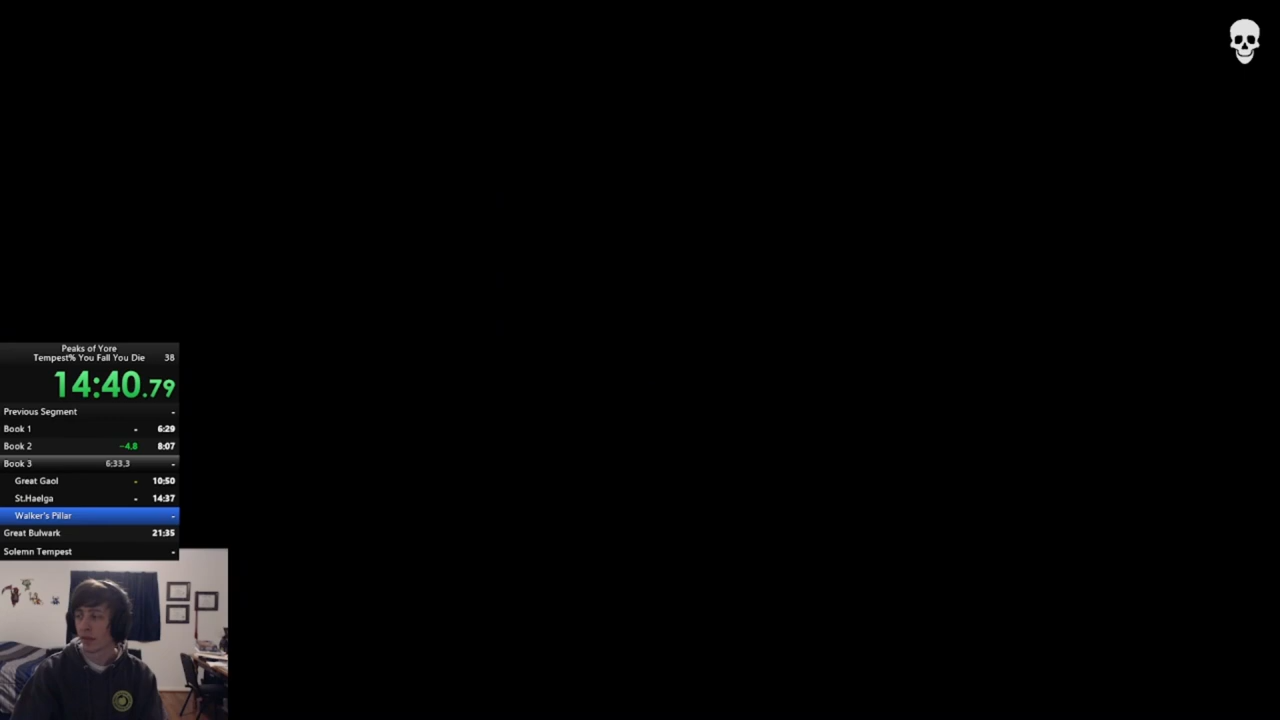 Peaks of Yore
Tempest% You Fall You Die 38
14:40.79
Previous Segment -
Book 1 - 6:29
Book 2 -4.8 8:07
Book 3 6:33.3 -
Great Gaol - 10:50
St.Haelga - 14:37
Walker's Pillar -
Great Bulwark 21:35
Solemn Tempest -